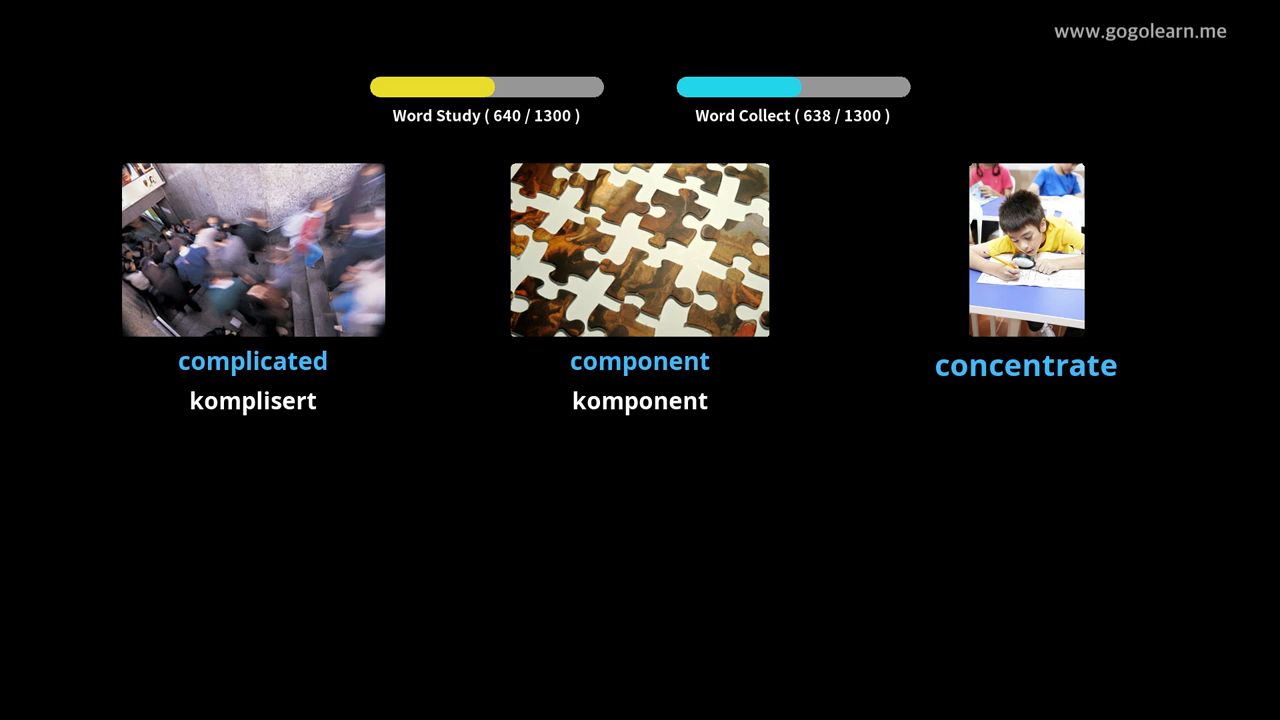 www.gogolearn.me
Word Study ( 640 / 1300 )
Word Collect ( 638 / 1300 )
complicated
component
concentrate
komplisert
komponent